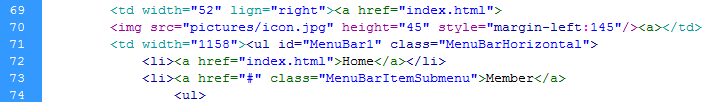 69 <td width="52" lign="right"><a href="index.html">
70 <img src="pictures/icon.jpg" height="45" style="margin-left:145"/><a></td>
71 <td width="1158"><ul id="MenuBar1" class="MenuBarHorizontal">
72 <li><a href="index.html">Home</a></li>
73 <li><a href="#" class="MenuBarItemSubmenu">Member</a>
74 <ul>